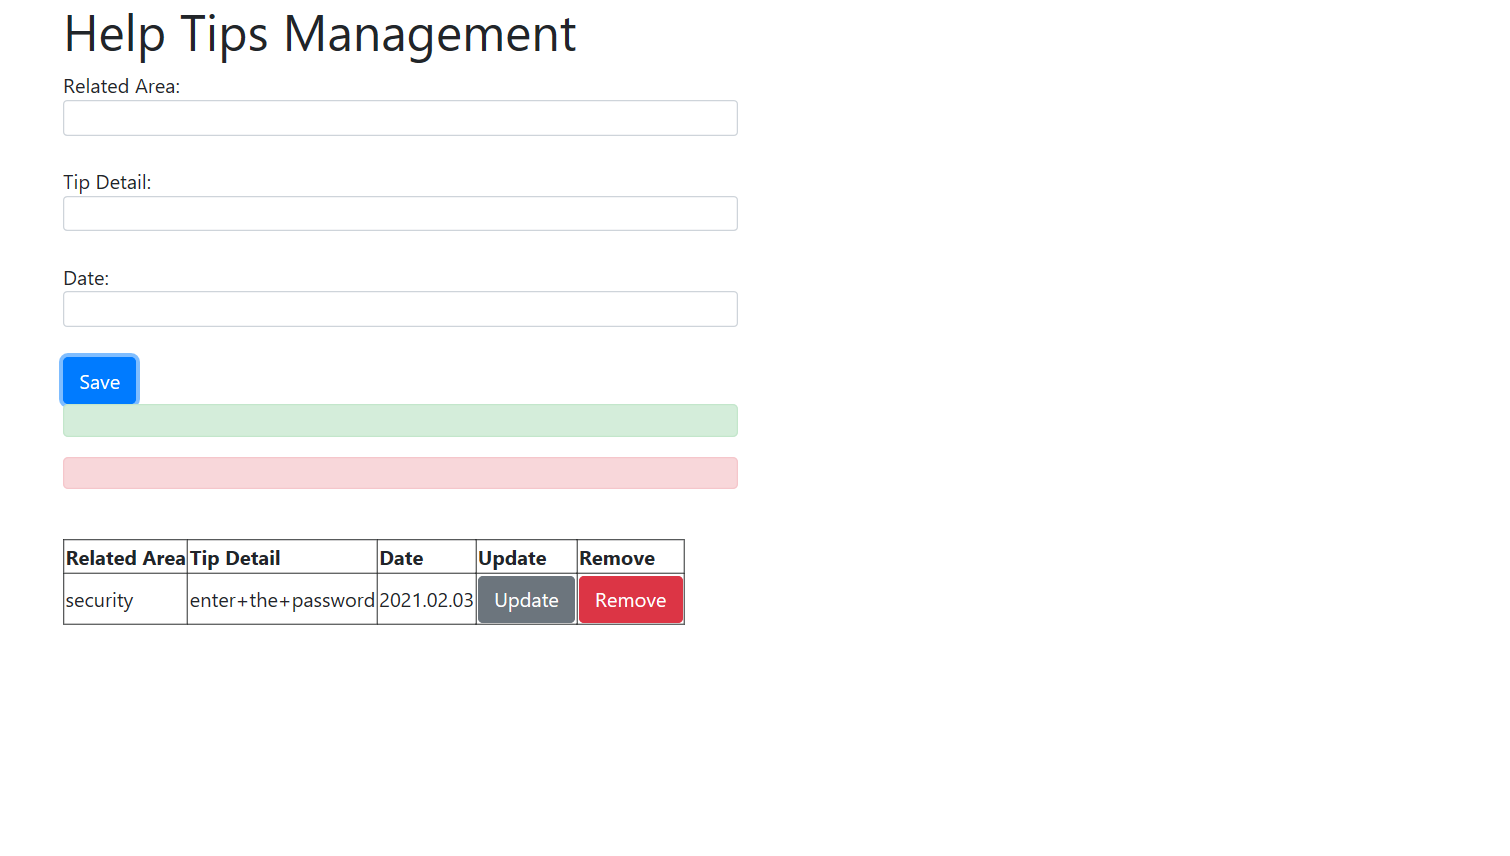 Help Tips Management
Related Area:
Tip Detail:
Date:
Save
Related Area Tip Detail Date Update Remove
security enter+the+password 2021.02.03 Update Remove